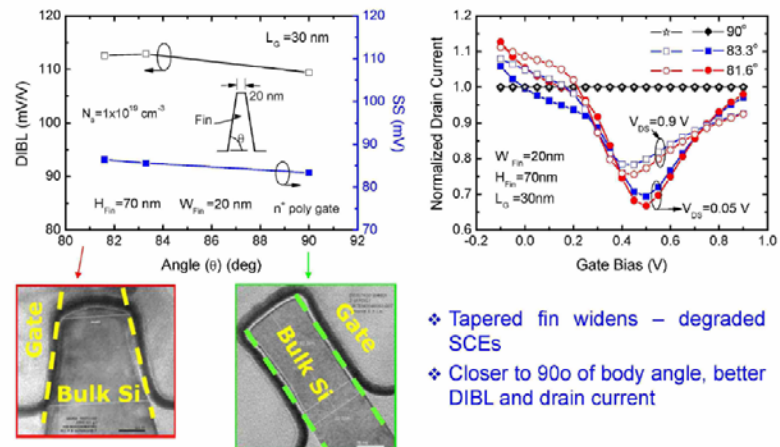 130
120
110
100
90
80
DIBL (mV/V)
L_G=30 nm
20 nm
N_a=1x10^19 cm^-3
Fin
θ
H_Fin=70 nm W_Fin=20 nm
n+ poly gate
120
110
100
90
80
70
SS (mV)
80 82 84 86 88 90 92
Angle (θ) (deg)
1.2
1.1
1.0
0.9
0.8
0.7
0.6
Normalized Drain Current
90°
83.3°
81.6°
V_DS=0.9 V
W_Fin=20nm
H_Fin=70nm
L_G=30nm
V_DS=0.05 V
-0.2 0.0 0.2 0.4 0.6 0.8 1.0
Gate Bias (V)
Gate
Bulk Si
Gate
Bulk Si
❖ Tapered fin widens – degraded
SCEs
❖ Closer to 90o of body angle, better
DIBL and drain current